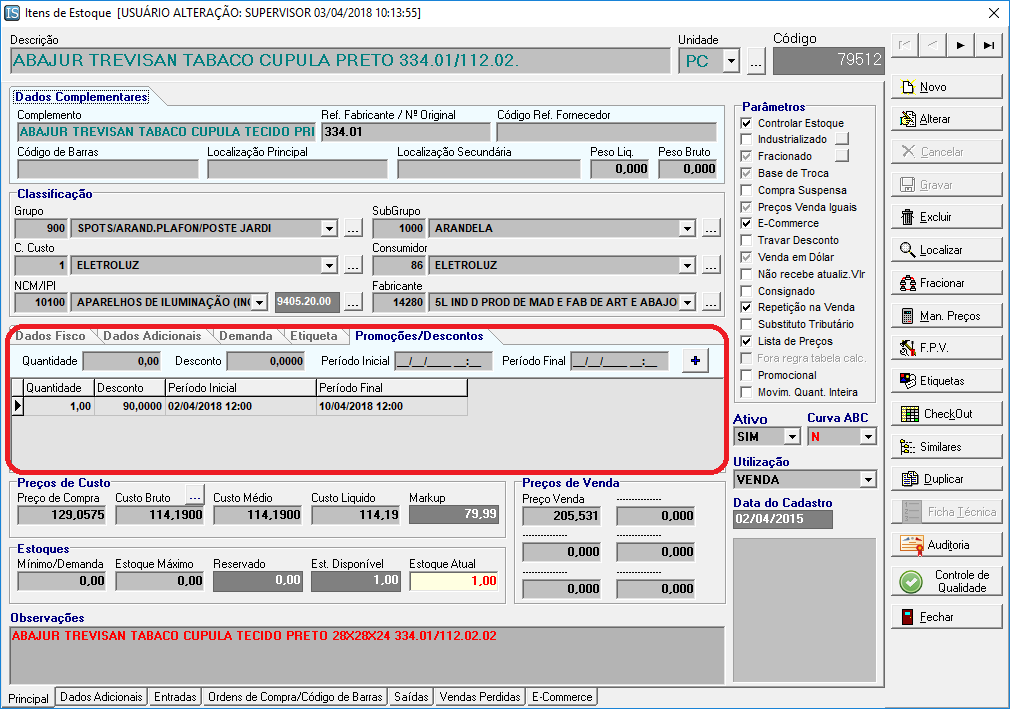 IS Itens de Estoque [USUÁRIO ALTERAÇÃO: SUPERVISOR 03/04/2018 10:13:55]
Descrição Unidade Código
ABAJUR TREVISAN TABACO CUPULA PRETO 334.01/112.02. PC ... 79512
Dados Complementares
Complemento Ref. Fabricante / Nº Original Código Ref. Fornecedor
ABAJUR TREVISAN TABACO CUPULA TECIDO PRI 334.01
Código de Barras Localização Principal Localização Secundária Peso Liq. Peso Bruto
0,000 0,000
Classificação
Grupo SubGrupo
900 SPOTS/ARAND.PLAFON/POSTE JARDI ... 1000 ARANDELA ...
C. Custo Consumidor
1 ELETROLUZ ... 86 ELETROLUZ ...
NCM/IPI Fabricante
10100 APARELHOS DE ILUMINAÇÃO (INC 9405.20.00 ... 14280 5L IND D PROD DE MAD E FAB DE ART E ABAJO ...
Dados Fisco Dados Adicionais Demanda Etiqueta Promoções/Descontos
Quantidade 0,00 Desconto 0,0000 Período Inicial __/__/____ __:__ Período Final __/__/____ __:__ +
Quantidade Desconto Período Inicial Período Final
1,00 90,0000 02/04/2018 12:00 10/04/2018 12:00
Preços de Custo
Preço de Compra Custo Bruto ... Custo Médio Custo Liquido Markup
129,0575 114,1900 114,1900 114,19 79,99
Preços de Venda
Preço Venda ---------------
205,531 0,000
--------------- ---------------
0,000 0,000
--------------- ---------------
0,000 0,000
Estoques
Mínimo/Demanda Estoque Máximo Reservado Est. Disponível Estoque Atual
0,00 0,00 0,00 1,00 1,00
Observações
ABAJUR TREVISAN TABACO CUPULA TECIDO PRETO 28X28X24 334.01/112.02.02
Parâmetros
Controlar Estoque
Industrializado
Fracionado
Base de Troca
Compra Suspensa
Preços Venda Iguais
E-Commerce
Travar Desconto
Venda em Dólar
Não recebe atualiz.Vlr
Consignado
Repetição na Venda
Substituto Tributário
Lista de Preços
Fora regra tabela calc.
Promocional
Movim. Quant. Inteira
Ativo Curva ABC
SIM N
Utilização
VENDA
Data do Cadastro
02/04/2015
Novo
Alterar
Cancelar
Gravar
Excluir
Localizar
Fracionar
Man. Preços
F.P.V.
Etiquetas
CheckOut
Similares
Duplicar
Ficha Técnica
Auditoria
Controle de
Qualidade
Fechar
Principal Dados Adicionais Entradas Ordens de Compra/Código de Barras Saídas Vendas Perdidas E-Commerce